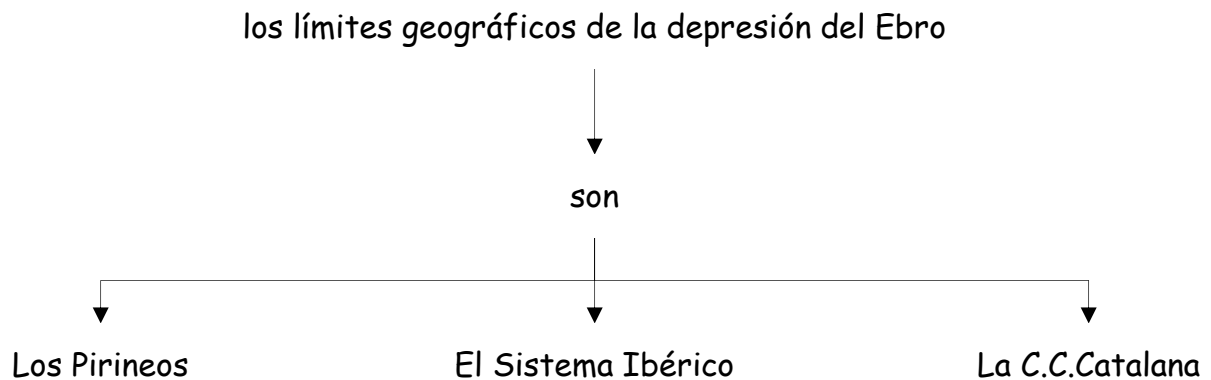 los límites geográficos de la depresión del Ebro
son
Los Pirineos El Sistema Ibérico La C.C.Catalana